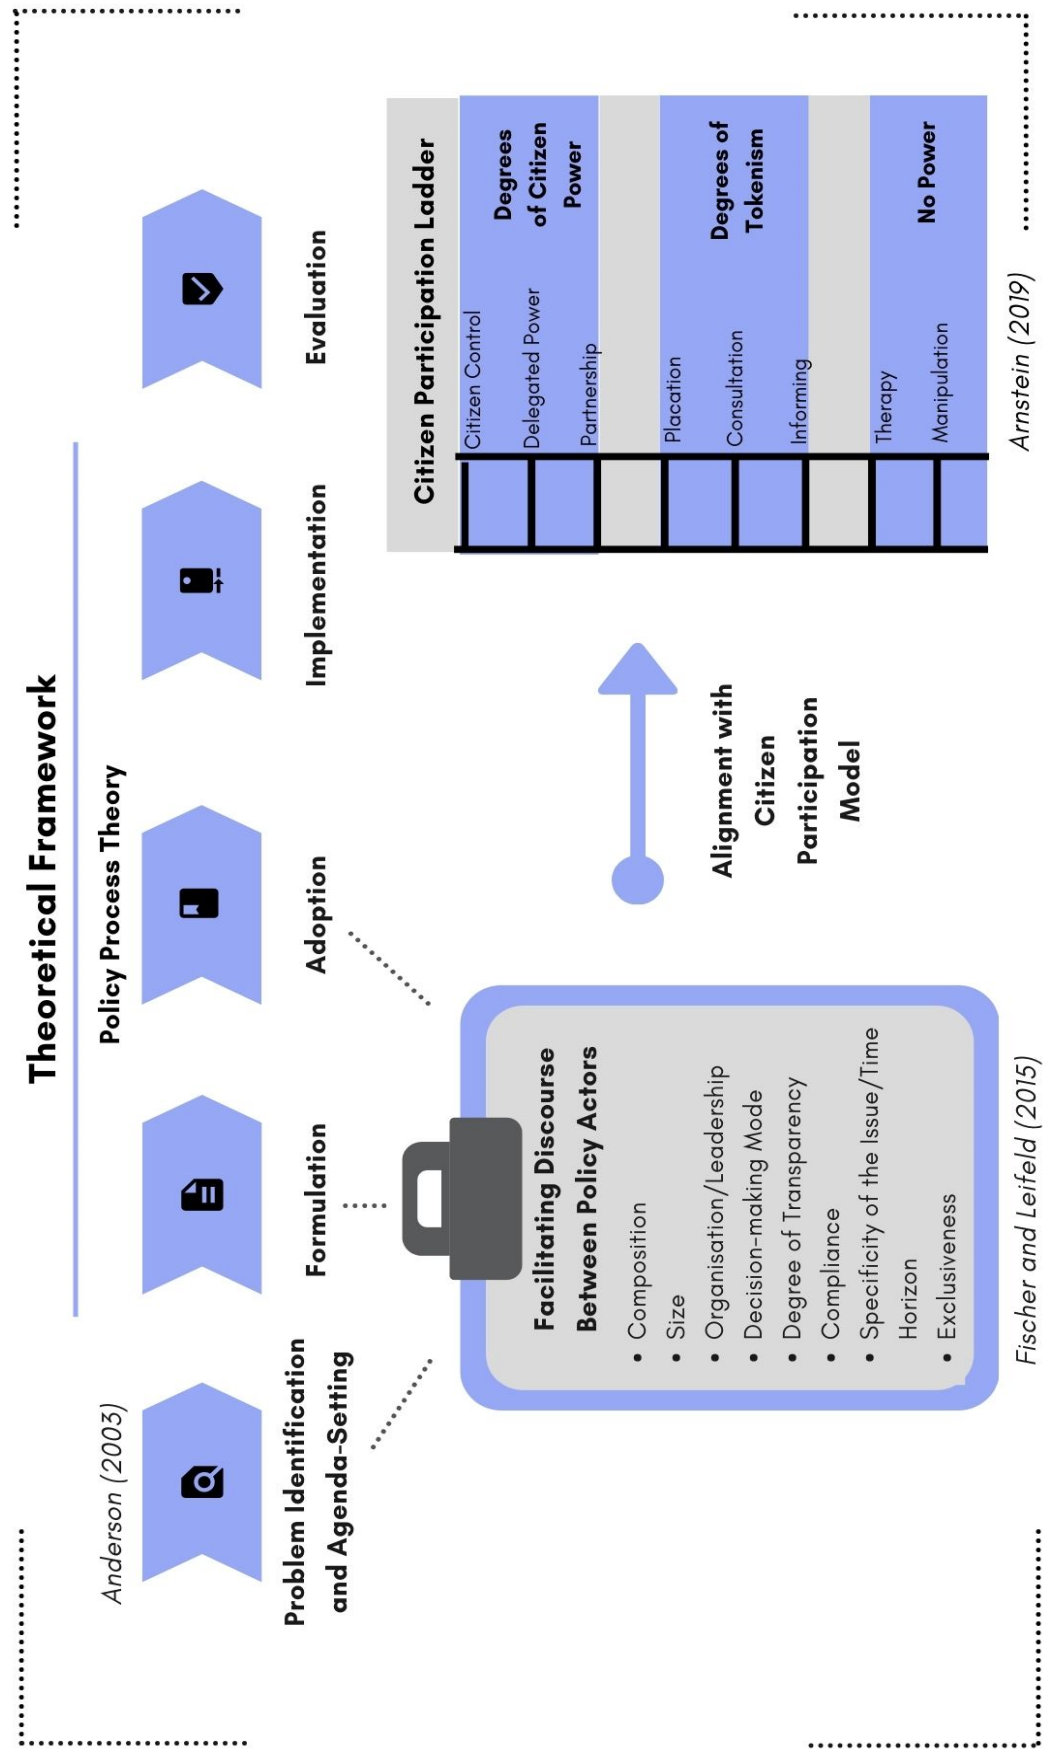 Theoretical Framework
Anderson (2003)
Policy Process Theory
Problem Identification
and Agenda-Setting
Formulation
Adoption
Implementation
Evaluation
Facilitating Discourse
Between Policy Actors
• Composition
• Size
• Organisation/Leadership
• Decision-making Mode
• Degree of Transparency
• Compliance
• Specificity of the Issue/Time
Horizon
• Exclusiveness
Fischer and Leifeld (2015)
Alignment with
Citizen
Participation
Model
Citizen Participation Ladder
Citizen Control
Delegated Power
Partnership
Degrees
of Citizen
Power
Placation
Consultation
Informing
Degrees of
Tokenism
Therapy
Manipulation
No Power
Arnstein (2019)